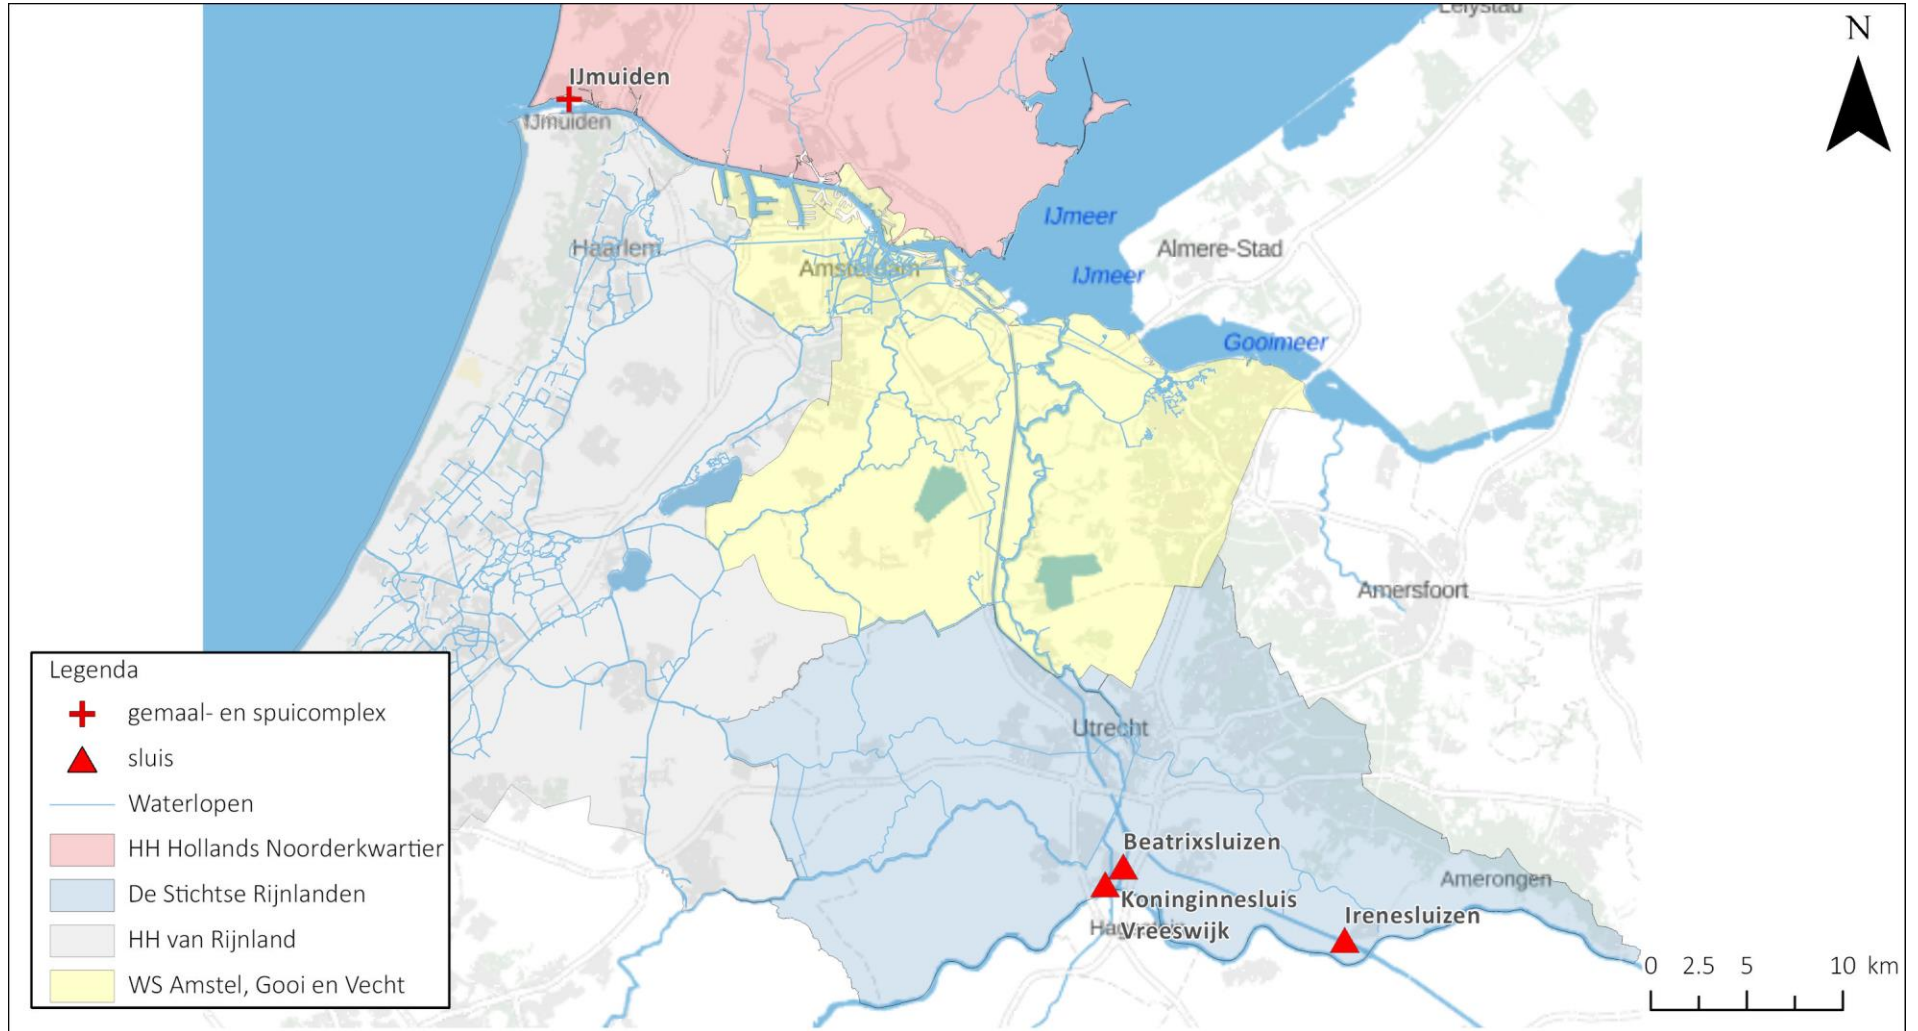 Lelystad
N
IJmuiden
IJmuiden
IJmeer
Haarlem
Almere-Stad
Amsterdam
IJmeer
Gooimeer
Amersfoort
Legenda
gemaal- en spuicomplex
sluis
Waterlopen
HH Hollands Noorderkwartier
De Stichtse Rijnlanden
HH van Rijnland
WS Amstel, Gooi en Vecht
Utrecht
Beatrixsluizen
Amerongen
Koninginnesluis
Vreeswijk
Irenesluizen
0 2.5 5 10 km